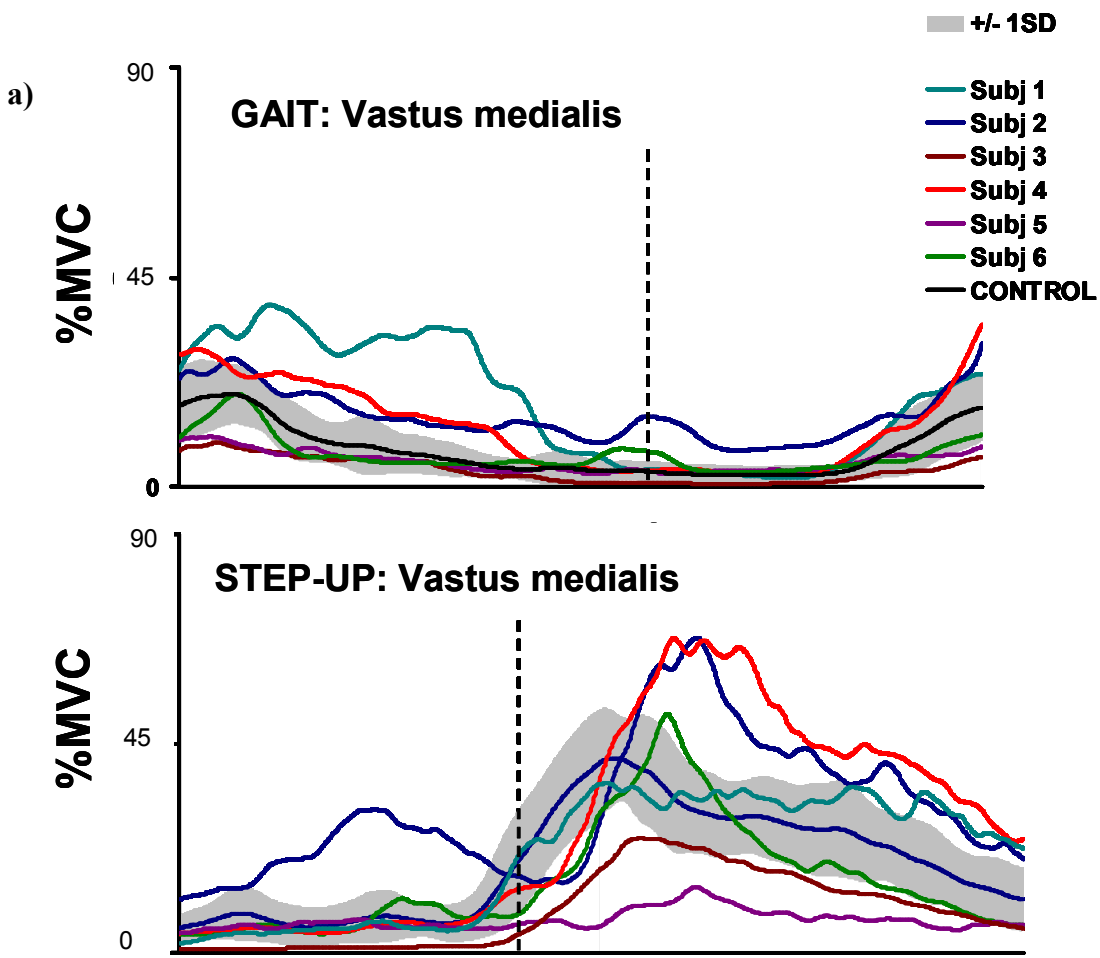 +/- 1SD
a)
90
GAIT: Vastus medialis
Subj 1
Subj 2
Subj 3
Subj 4
Subj 5
Subj 6
CONTROL
%MVC
45
0
90
STEP-UP: Vastus medialis
%MVC
45
0